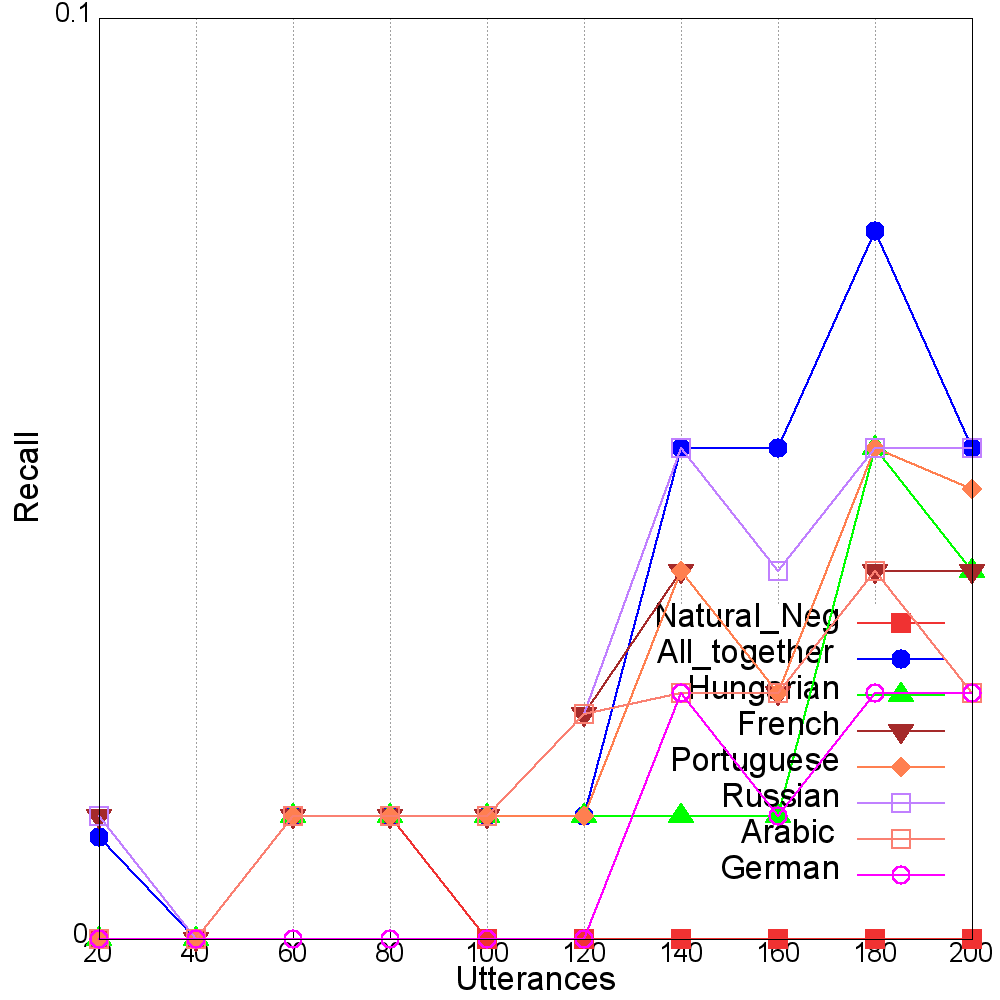 0.1
Recall
Natural_Neg
All_together
Hungarian
French
Portuguese
Russian
Arabic
German
0
20 40 60 80 100 120 140 160 180 200
Utterances